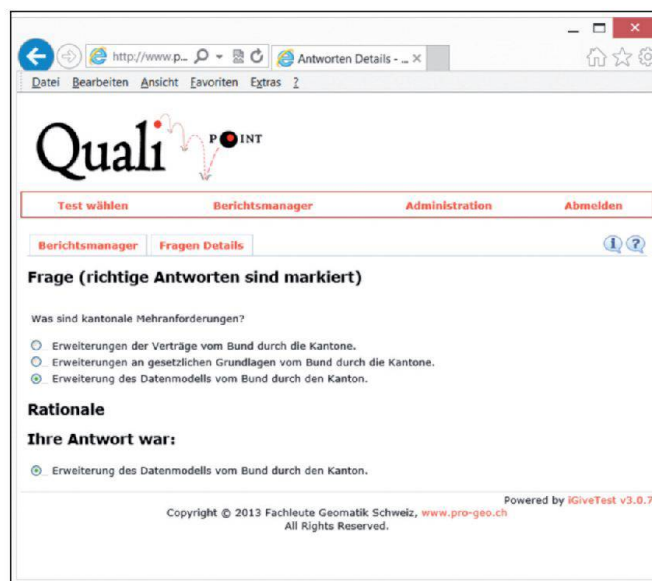 http://www.p... Antworten Details - ...
Datei Bearbeiten Ansicht Favoriten Extras ?
Quali POINT
Test wählen Berichtsmanager Administration Abmelden
Berichtsmanager Fragen Details i ?
Frage (richtige Antworten sind markiert)
Was sind kantonale Mehranforderungen?
Erweiterungen der Verträge vom Bund durch die Kantone.
Erweiterungen an gesetzlichen Grundlagen vom Bund durch die Kantone.
Erweiterung des Datenmodells vom Bund durch den Kanton.
Rationale
Ihre Antwort war:
Erweiterung des Datenmodells vom Bund durch den Kanton.
Powered by iGiveTest v3.0.7
Copyright © 2013 Fachleute Geomatik Schweiz, www.pro-geo.ch
All Rights Reserved.